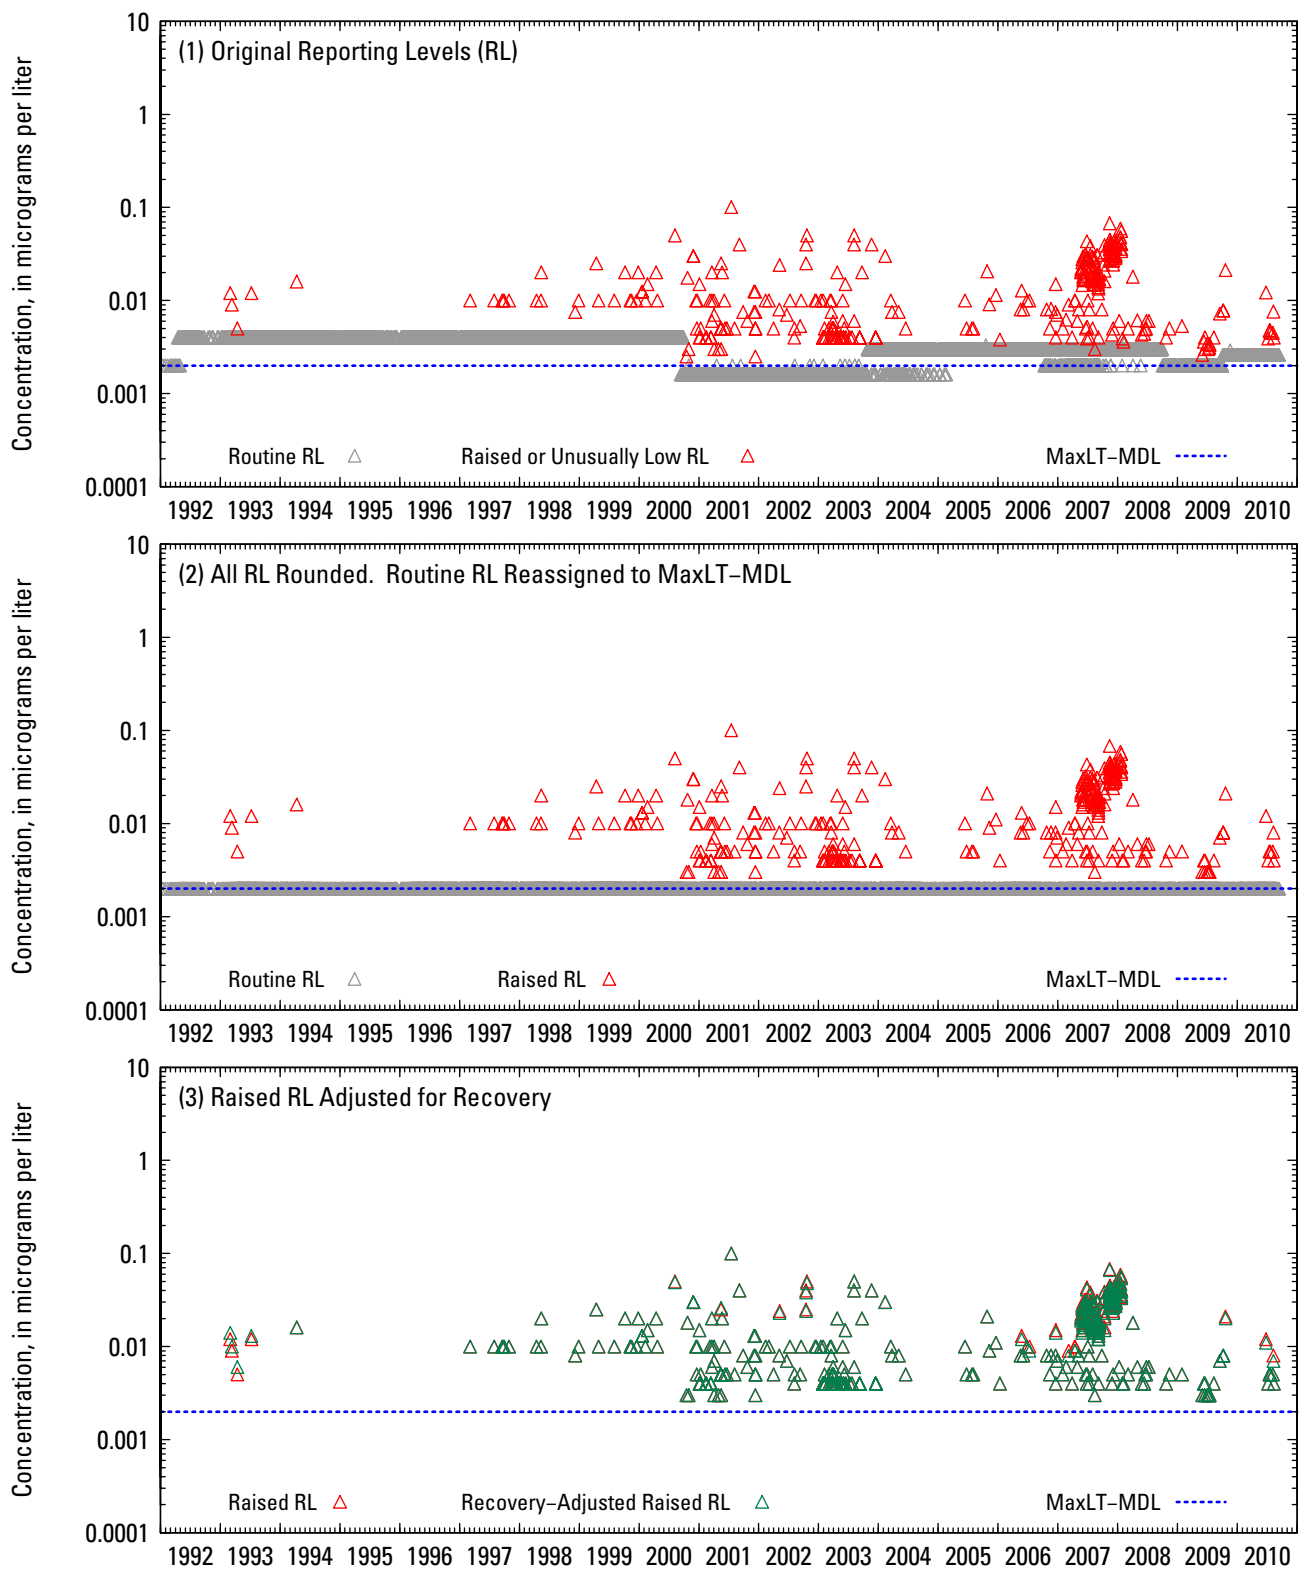 Concentration, in micrograms per liter
(1) Original Reporting Levels (RL)
10
1
0.1
0.01
0.001
0.0001
Routine RL
Raised or Unusually Low RL
MaxLT–MDL
1992 1993 1994 1995 1996 1997 1998 1999 2000 2001 2002 2003 2004 2005 2006 2007 2008 2009 2010
Concentration, in micrograms per liter
(2) All RL Rounded. Routine RL Reassigned to MaxLT–MDL
10
1
0.1
0.01
0.001
0.0001
Routine RL
Raised RL
MaxLT–MDL
1992 1993 1994 1995 1996 1997 1998 1999 2000 2001 2002 2003 2004 2005 2006 2007 2008 2009 2010
Concentration, in micrograms per liter
(3) Raised RL Adjusted for Recovery
10
1
0.1
0.01
0.001
0.0001
Raised RL
Recovery–Adjusted Raised RL
MaxLT–MDL
1992 1993 1994 1995 1996 1997 1998 1999 2000 2001 2002 2003 2004 2005 2006 2007 2008 2009 2010